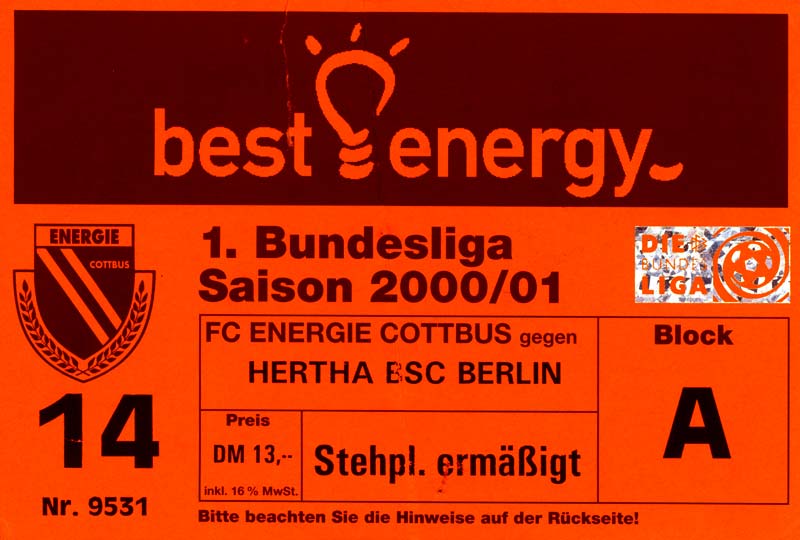 best energy
ENERGIE
COTTBUS
1. Bundesliga
Saison 2000/01
DIE
BUNDES
LIGA
FC ENERGIE COTTBUS gegen
HERTHA BSC BERLIN
Block
A
14
Nr. 9531
Preis
DM 13,--
inkl. 16 % MwSt.
Stehpl. ermäßigt
Bitte beachten Sie die Hinweise auf der Rückseite!